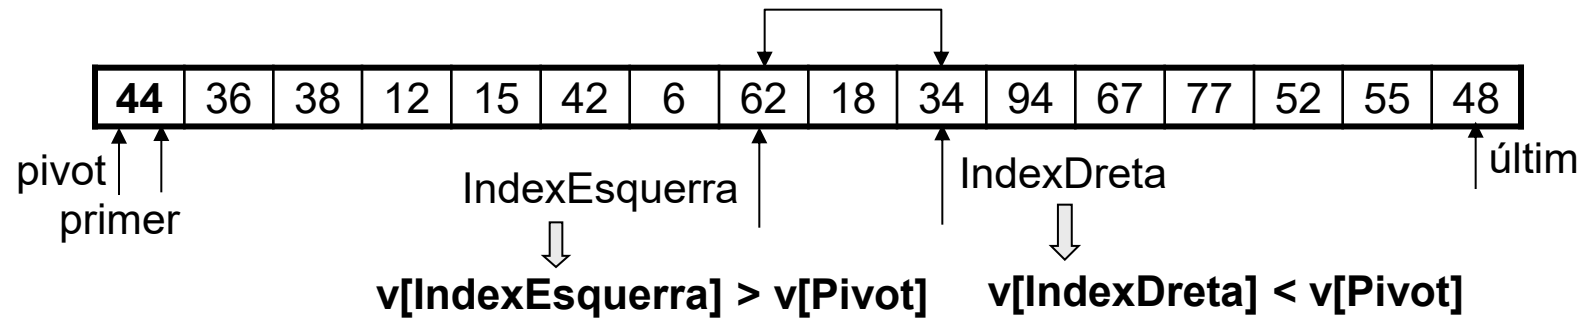 44 36 38 12 15 42 6 62 18 34 94 67 77 52 55 48
pivot
primer
IndexEsquerra
IndexDreta
últim
v[IndexEsquerra] > v[Pivot]
v[IndexDreta] < v[Pivot]